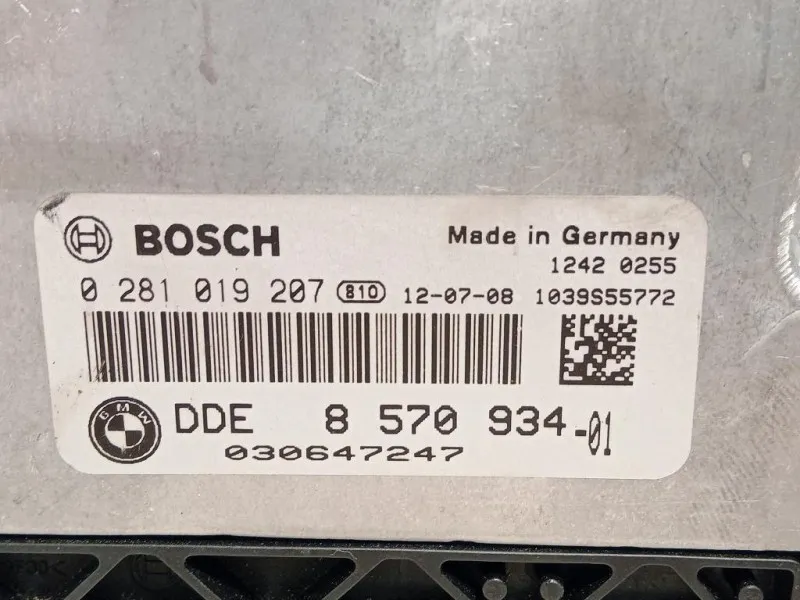 BOSCH
Made in Germany
1242 0255
0 281 019 207 810 12-07-08 1039S55772
BMW
DDE 8 570 934-01
030647247